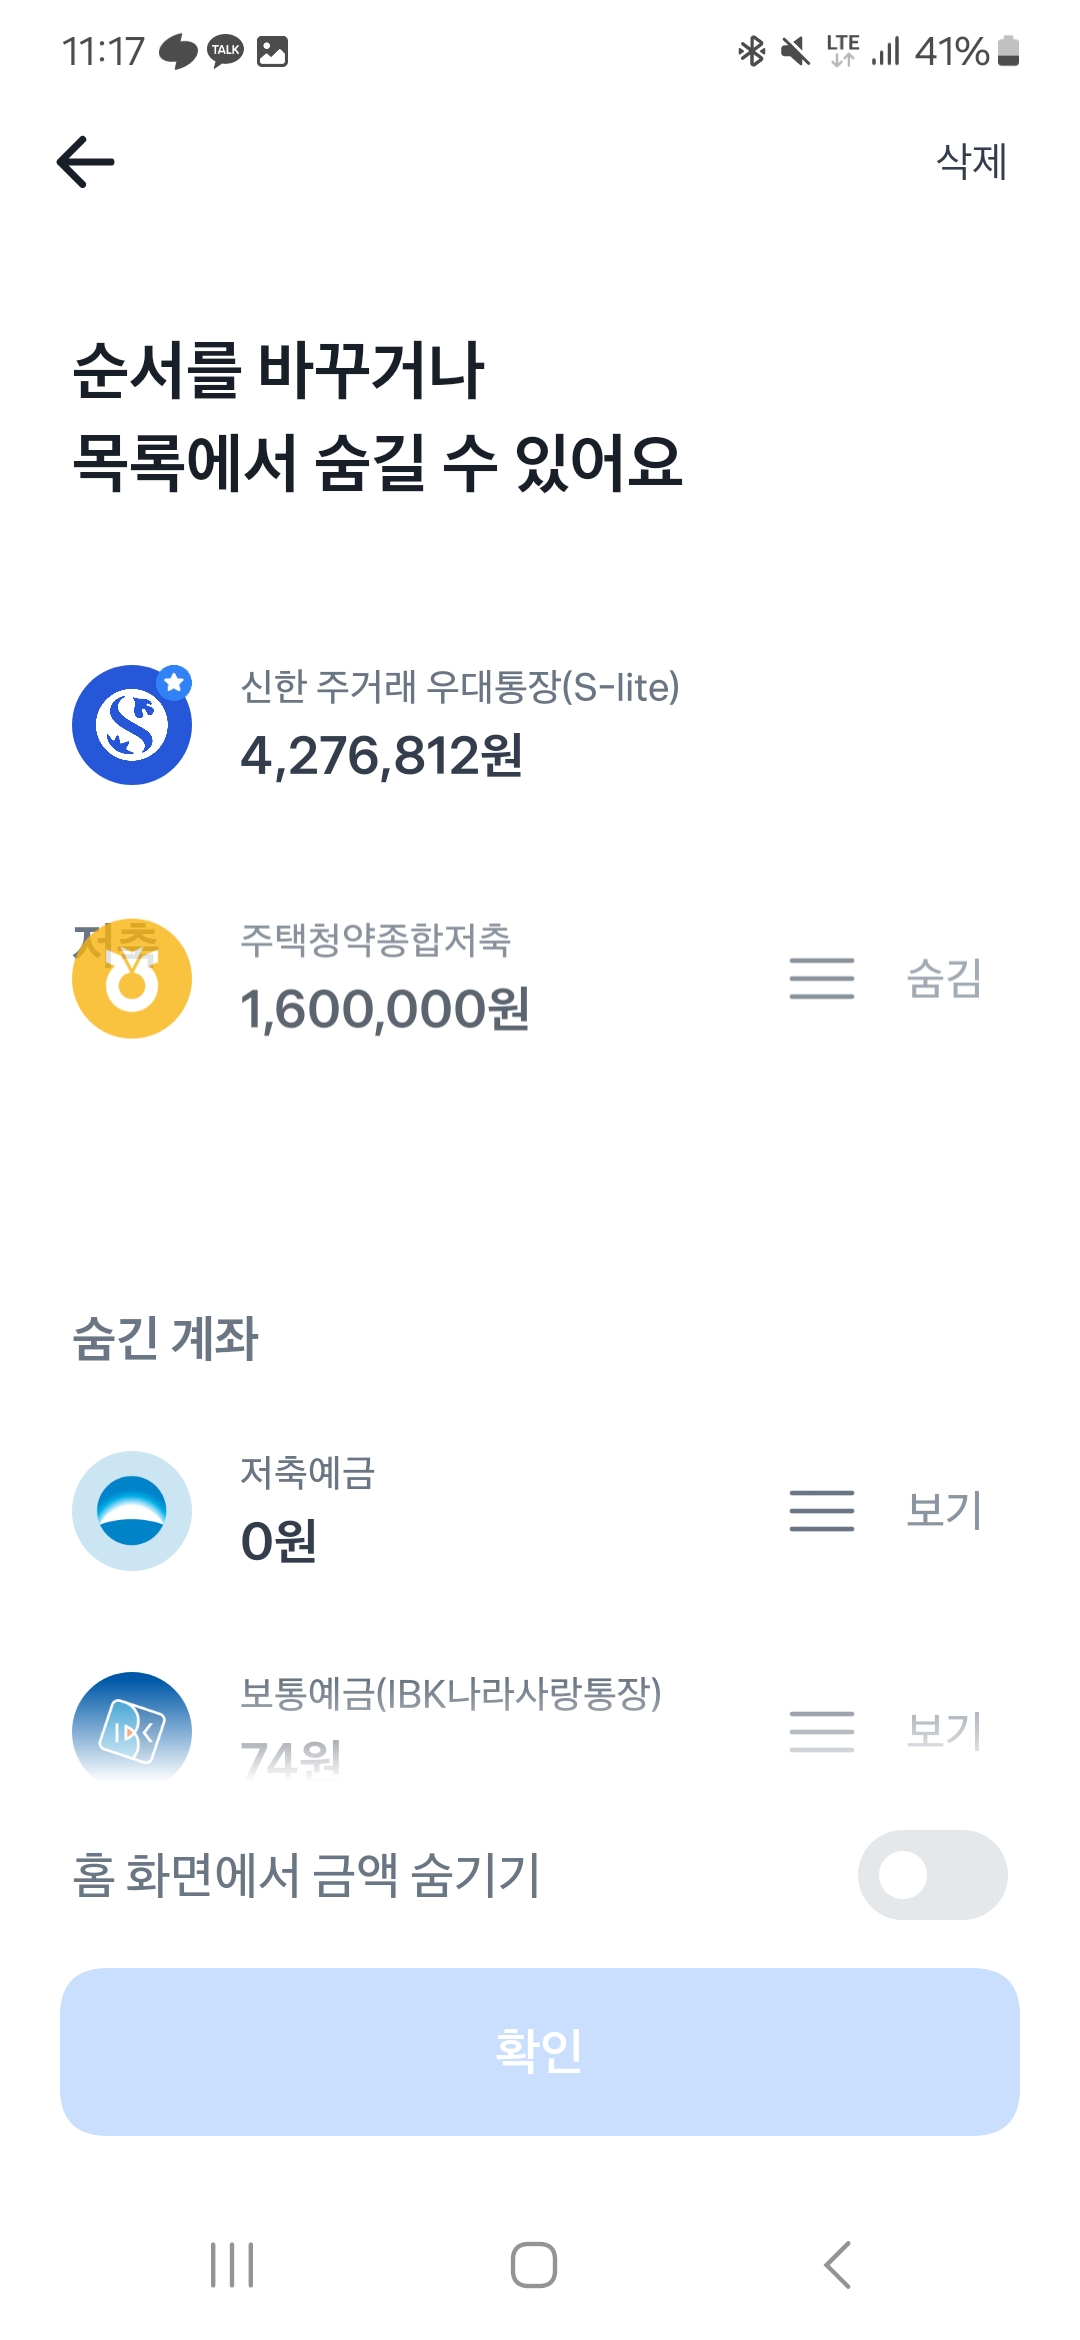 11:17 TALK LTE 41%
삭제
순서를 바꾸거나
목록에서 숨길 수 있어요
신한 주거래 우대통장(S-lite)
4,276,812원
저축
주택청약종합저축
1,600,000원
숨김
숨긴 계좌
저축예금
0원
보기
보통예금(IBK나라사랑통장)
74원
보기
홈 화면에서 금액 숨기기
확인